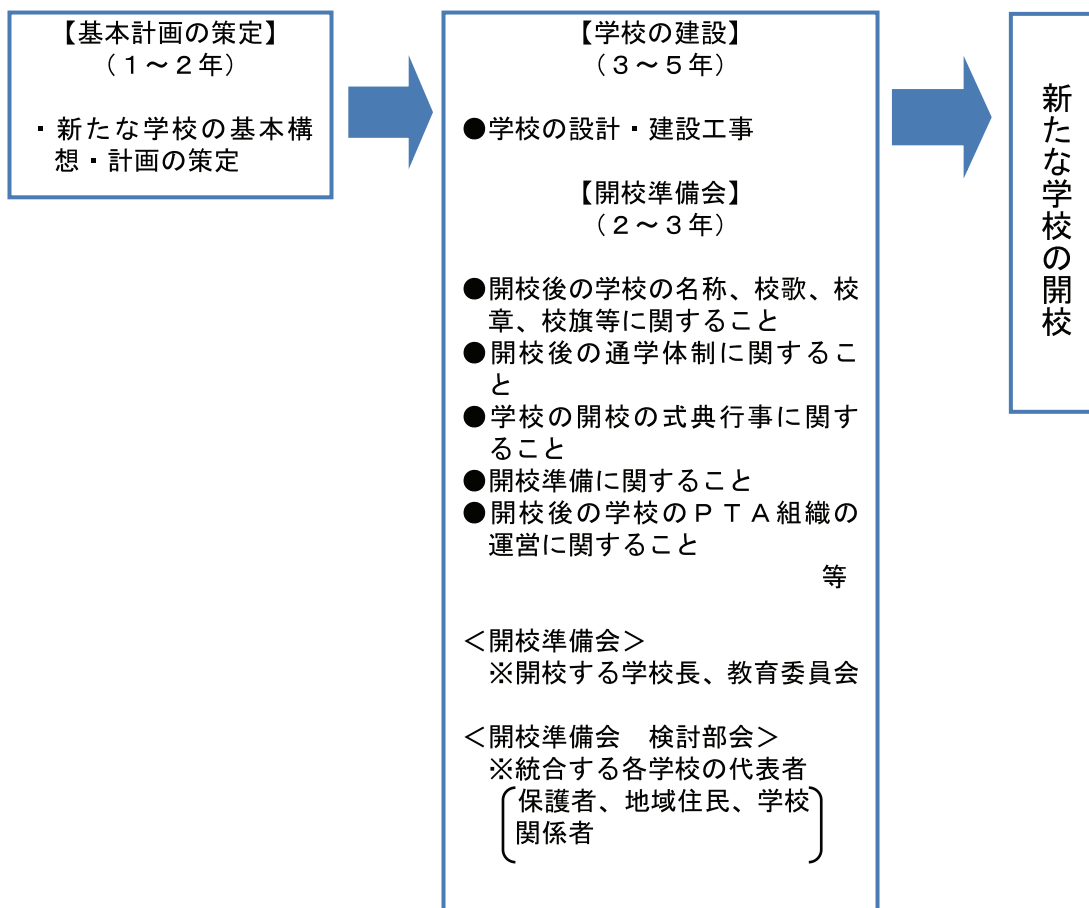 【基本計画の策定】
（１～２年）
・新たな学校の基本構
想・計画の策定
【学校の建設】
（３～５年）
●学校の設計・建設工事
【開校準備会】
（２～３年）
●開校後の学校の名称、校歌、校
章、校旗等に関すること
●開校後の通学体制に関するこ
と
●学校の開校の式典行事に関す
ること
●開校準備に関すること
●開校後の学校のＰＴＡ組織の
運営に関すること
等
＜開校準備会＞
※開校する学校長、教育委員会
＜開校準備会　検討部会＞
※統合する各学校の代表者
保護者、地域住民、学校
関係者
新たな学校の開校